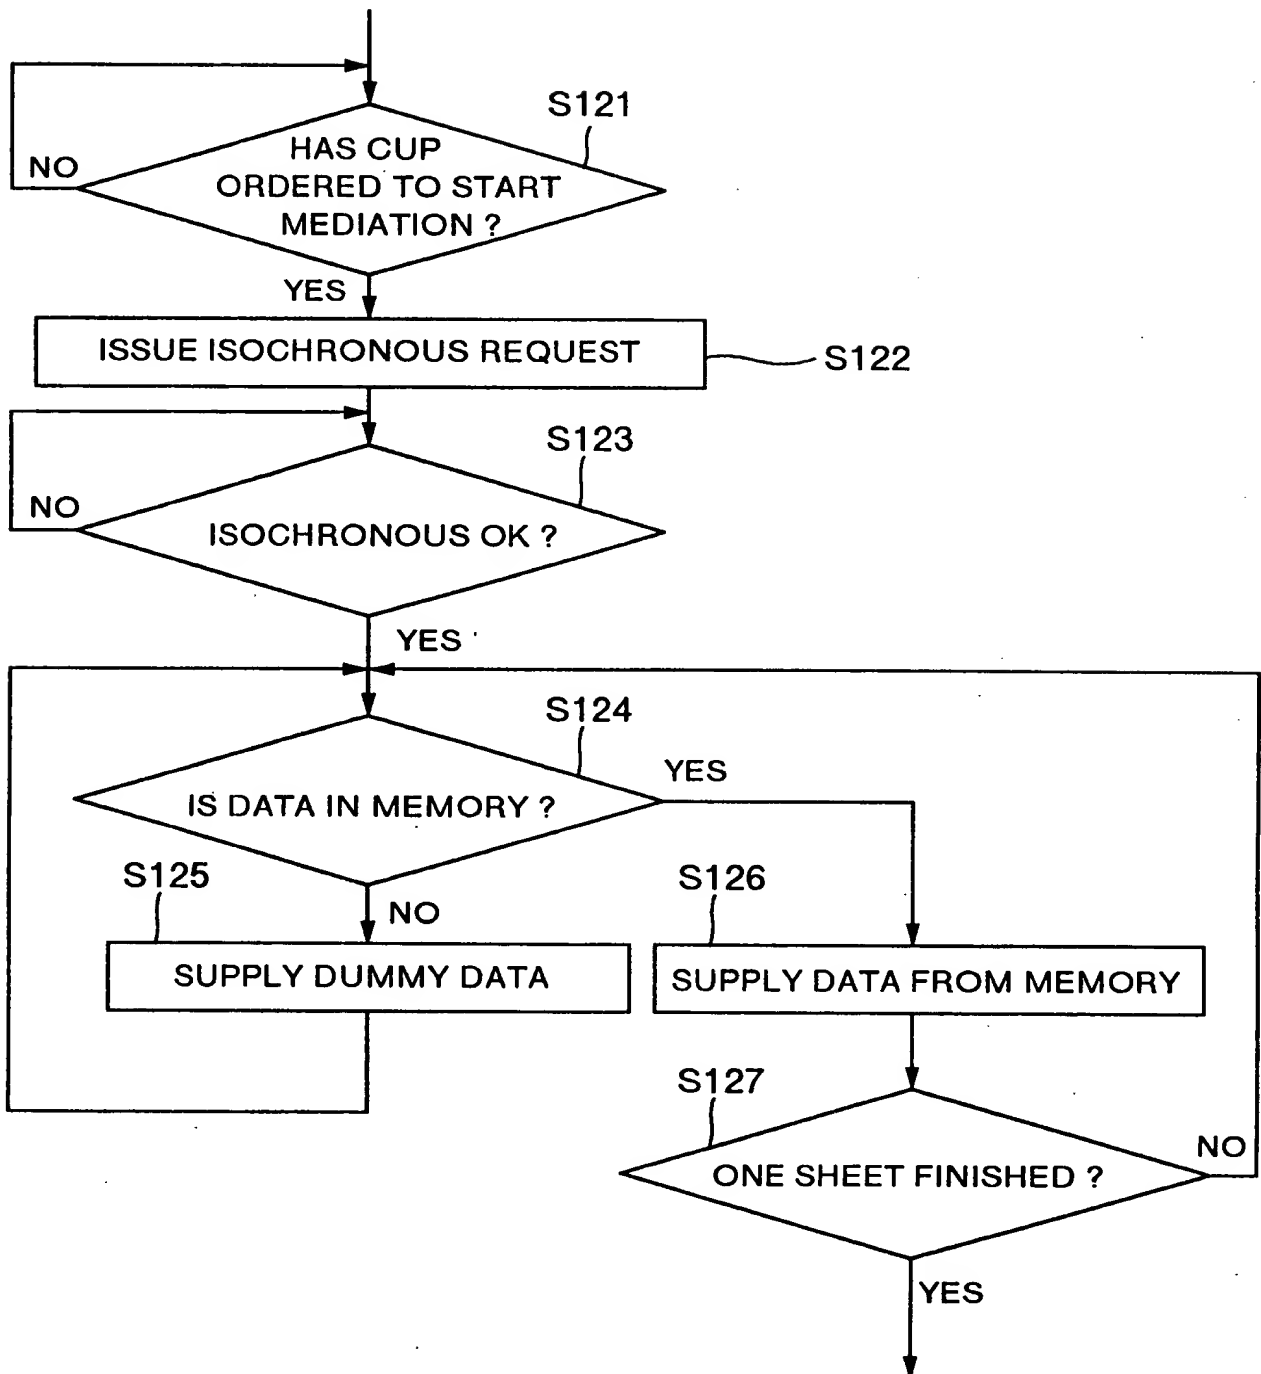 S121
HAS CUP
ORDERED TO START
MEDIATION ?
NO
YES
ISSUE ISOCHRONOUS REQUEST
S122
S123
NO
ISOCHRONOUS OK ?
YES
S124
YES
IS DATA IN MEMORY ?
S125
NO
S126
SUPPLY DUMMY DATA
SUPPLY DATA FROM MEMORY
S127
NO
ONE SHEET FINISHED ?
YES